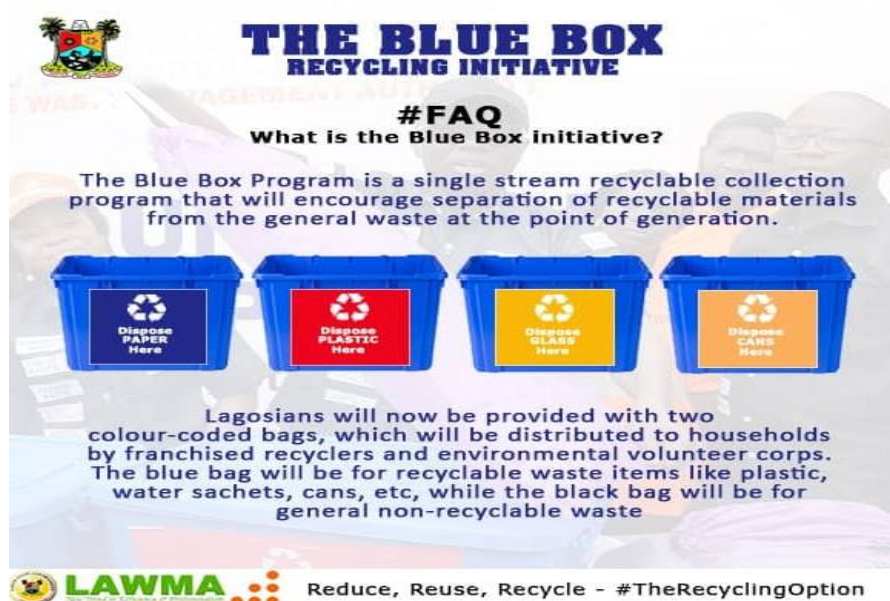 THE BLUE BOX
RECYCLING INITIATIVE
#FAQ
What is the Blue Box initiative?
The Blue Box Program is a single stream recyclable collection
program that will encourage separation of recyclable materials
from the general waste at the point of generation.
Dispose
PAPER
Here
Dispose
PLASTIC
Here
Dispose
GLASS
Here
Dispose
CANS
Here
Lagosians will now be provided with two
colour-coded bags, which will be distributed to households
by franchised recyclers and environmental volunteer corps.
The blue bag will be for recyclable waste items like plastic,
water sachets, cans, etc, while the black bag will be for
general non-recyclable waste
LAWMA
Reduce, Reuse, Recycle - #TheRecyclingOption